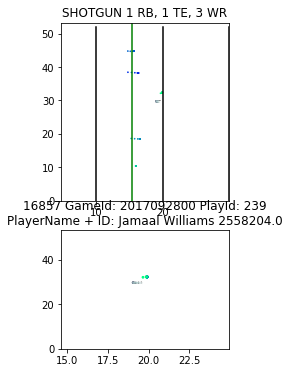 SHOTGUN 1 RB, 1 TE, 3 WR
50
40
30
20
10
0
10
20
16857 GameId: 2017092800 PlayId: 239
PlayerName + ID: Jamaal Williams 2558204.0
40
20
0
15.0 17.5 20.0 22.5